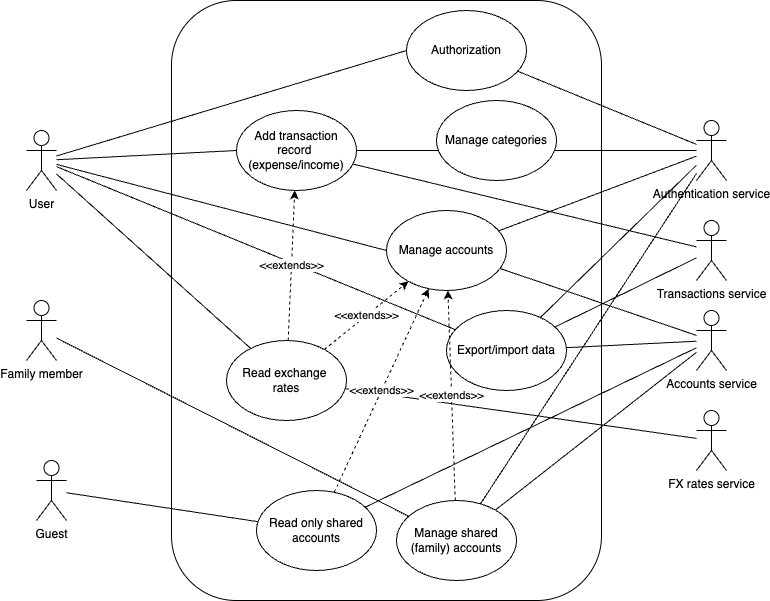 Authorization
Add transaction
record
(expense/income)
Manage categories
User
Authentication service
Manage accounts
<<extends>>
Transactions service
<<extends>>
Family member
Read exchange
rates
Export/import data
Accounts service
<<extends>>
<<extends>>
FX rates service
Guest
Read only shared
accounts
Manage shared
(family) accounts